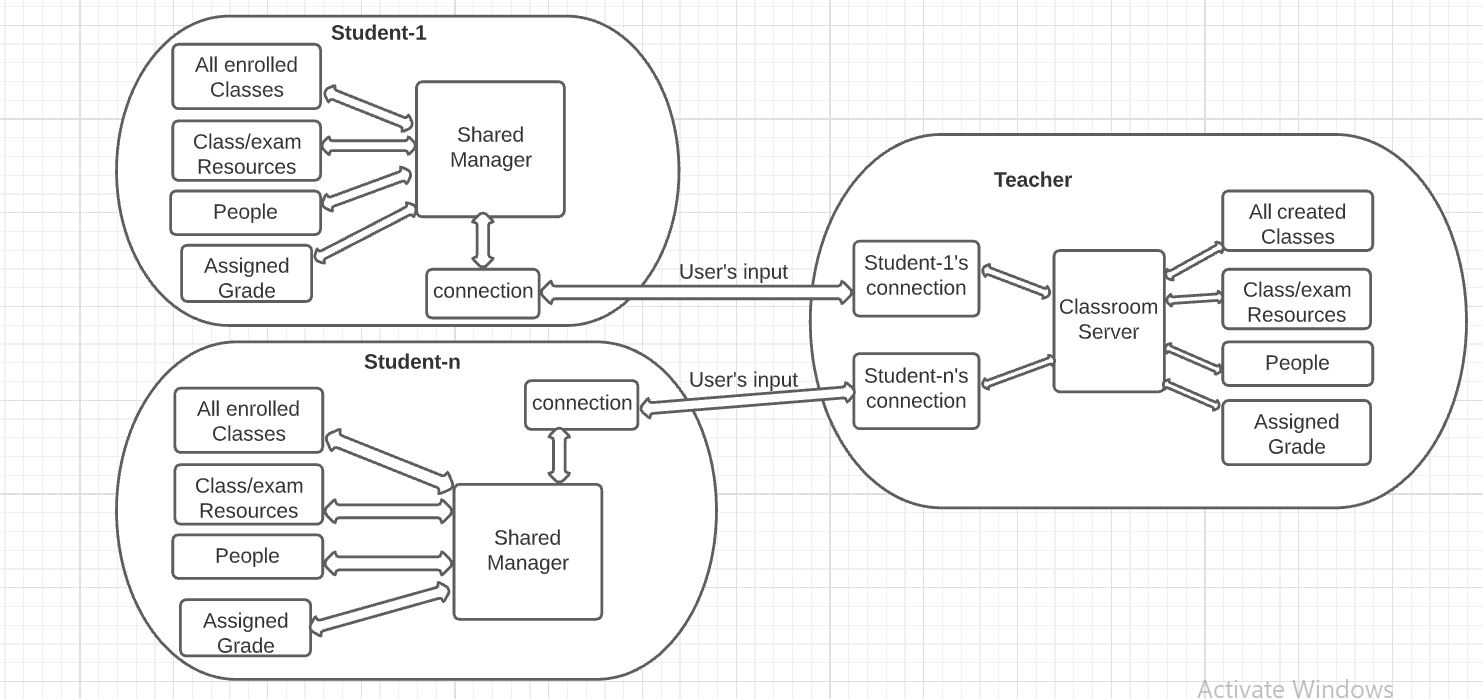 Student-1
All enrolled
Classes
Class/exam
Resources
People
Assigned
Grade
Shared
Manager
connection
User's input
Student-n
All enrolled
Classes
Class/exam
Resources
People
Assigned
Grade
connection
Shared
Manager
User's input
Teacher
Student-1's
connection
Student-n's
connection
Classroom
Server
All created
Classes
Class/exam
Resources
People
Assigned
Grade
Activate Windows